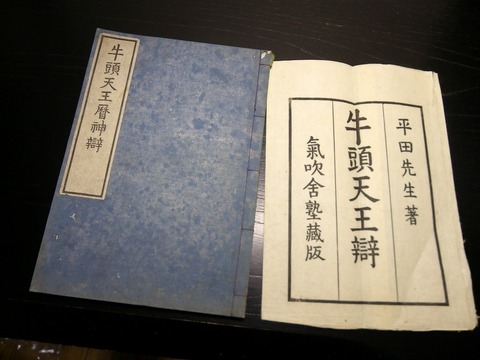 牛頭天王暦神辯
平田先生著
牛頭天王辯
氣吹舍塾藏版